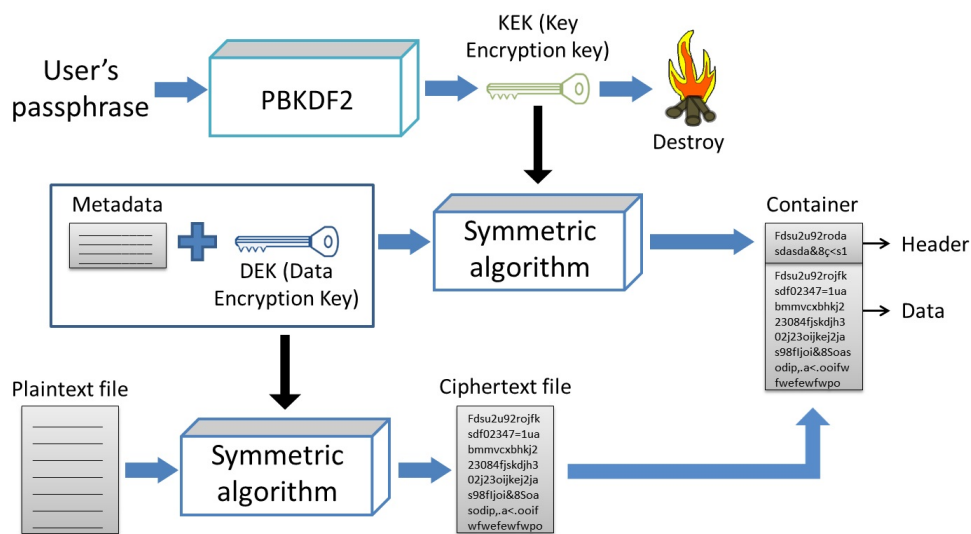 KEK (Key
Encryption key)
User's
passphrase
PBKDF2
Destroy
Metadata
DEK (Data
Encryption Key)
Symmetric
algorithm
Container
Fdsu2u92roda
sdasda&8ç<s1
Header
Fdsu2u92rojfk
sdf02347=1ua
bmmvcxbhkj2
23084fjskdjh3
02j23oijkej2ja
s98fIjoi&8Soas
odip,.a<.ooifw
fwefewfwpo
Data
Plaintext file
Symmetric
algorithm
Ciphertext file
Fdsu2u92rojfk
sdf02347=1ua
bmmvcxbhkj2
23084fjskdjh3
02j23oijkej2ja
s98fIjoi&8Soa
sodip,.a<.ooif
wfwefewfwpo